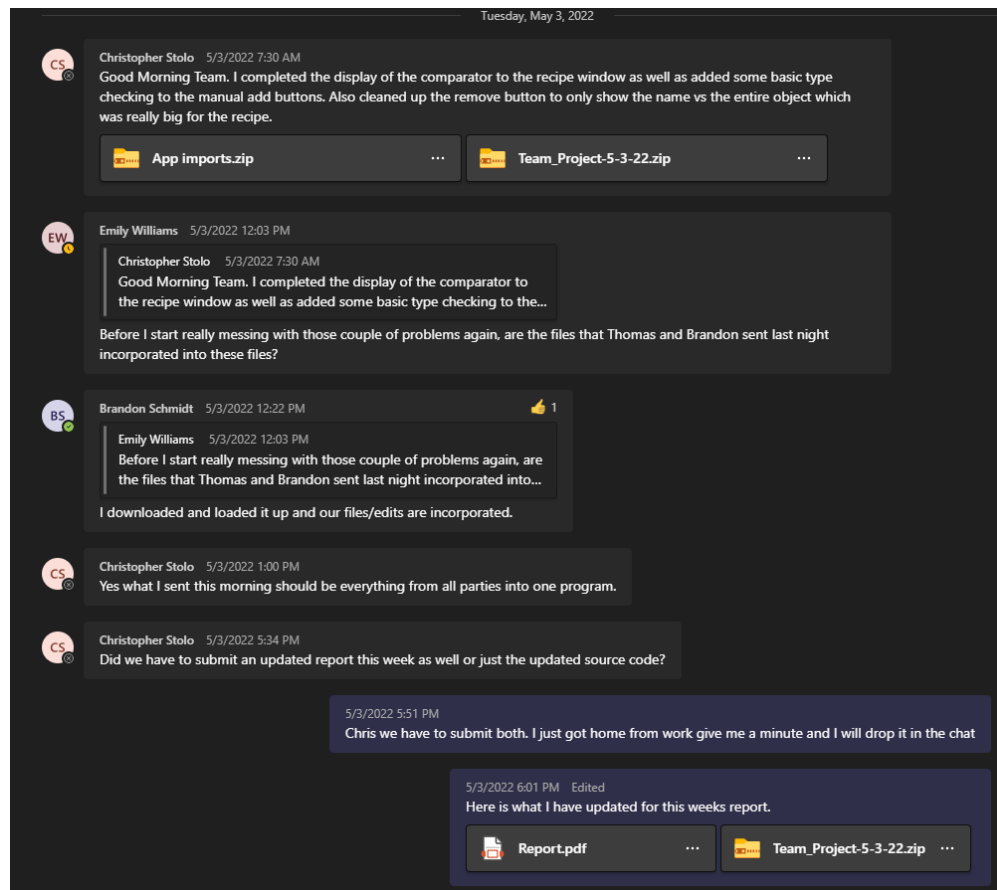 Tuesday, May 3, 2022
CS
Christopher Stolo 5/3/2022 7:30 AM
Good Morning Team. I completed the display of the comparator to the recipe window as well as added some basic type
checking to the manual add buttons. Also cleaned up the remove button to only show the name vs the entire object which
was really big for the recipe.
App imports.zip ... Team_Project-5-3-22.zip ...
EW
Emily Williams 5/3/2022 12:03 PM
Christopher Stolo 5/3/2022 7:30 AM
Good Morning Team. I completed the display of the comparator to
the recipe window as well as added some basic type checking to the...
Before I start really messing with those couple of problems again, are the files that Thomas and Brandon sent last night
incorporated into these files?
BS
Brandon Schmidt 5/3/2022 12:22 PM 👍 1
Emily Williams 5/3/2022 12:03 PM
Before I start really messing with those couple of problems again, are
the files that Thomas and Brandon sent last night incorporated into...
I downloaded and loaded it up and our files/edits are incorporated.
CS
Christopher Stolo 5/3/2022 1:00 PM
Yes what I sent this morning should be everything from all parties into one program.
CS
Christopher Stolo 5/3/2022 5:34 PM
Did we have to submit an updated report this week as well or just the updated source code?
5/3/2022 5:51 PM
Chris we have to submit both. I just got home from work give me a minute and I will drop it in the chat
5/3/2022 6:01 PM Edited
Here is what I have updated for this weeks report.
Report.pdf ... Team_Project-5-3-22.zip ...